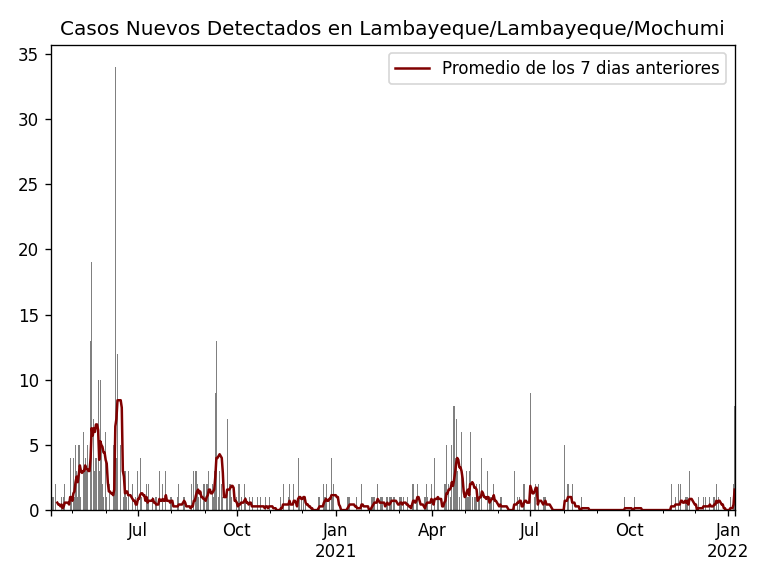 Casos Nuevos Detectados en Lambayeque/Lambayeque/Mochumi
Promedio de los 7 dias anteriores
35
30
25
20
15
10
5
0
Jul
Oct
Jan
2021
Apr
Jul
Oct
Jan
2022